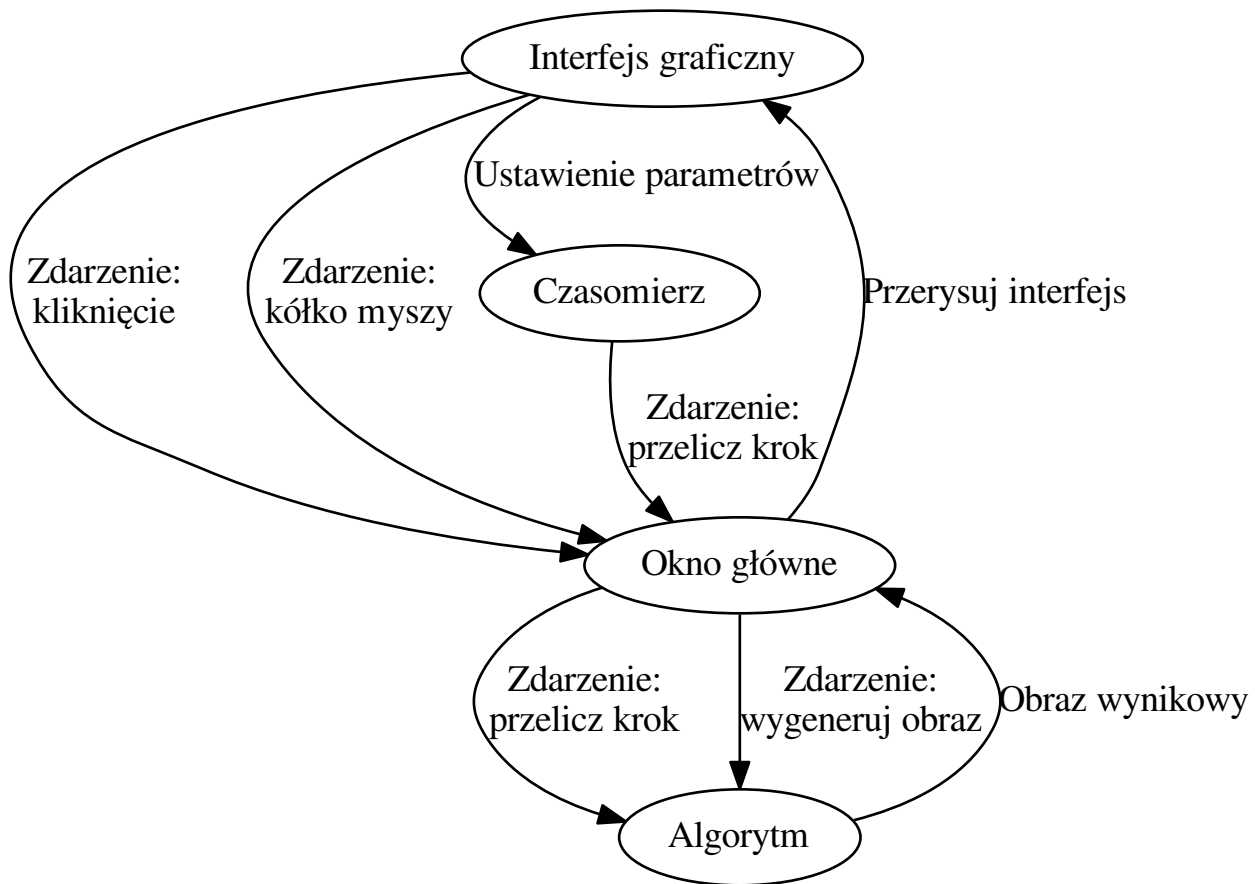 Interfejs graficzny
Ustawienie parametrów
Zdarzenie:
kliknięcie
Zdarzenie:
kółko myszy
Czasomierz
Przerysuj interfejs
Zdarzenie:
przelicz krok
Okno główne
Zdarzenie:
przelicz krok
Zdarzenie:
wygeneruj obraz
Obraz wynikowy
Algorytm